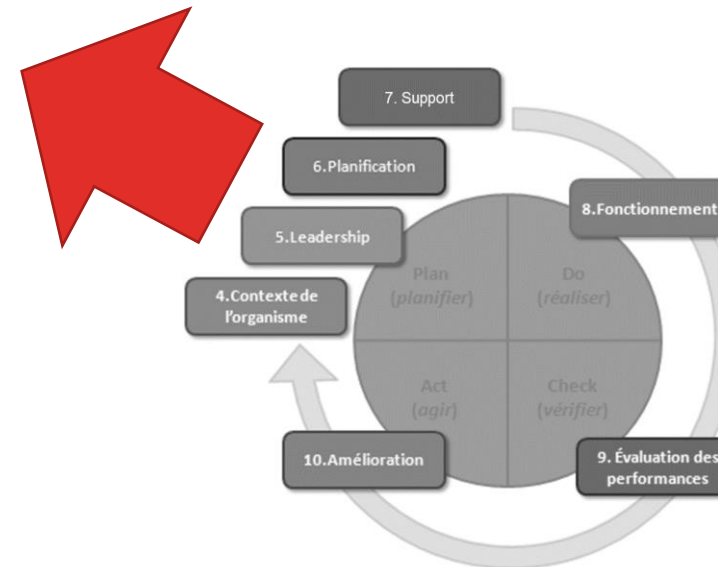 7. Support
6.Planification
8.Fonctionnement
5.Leadership
Plan
(planifier)
Do
(réaliser)
4.Contexte de
l'organisme
Act
(agir)
Check
(vérifier)
10.Amélioration
9. Évaluation des
performances